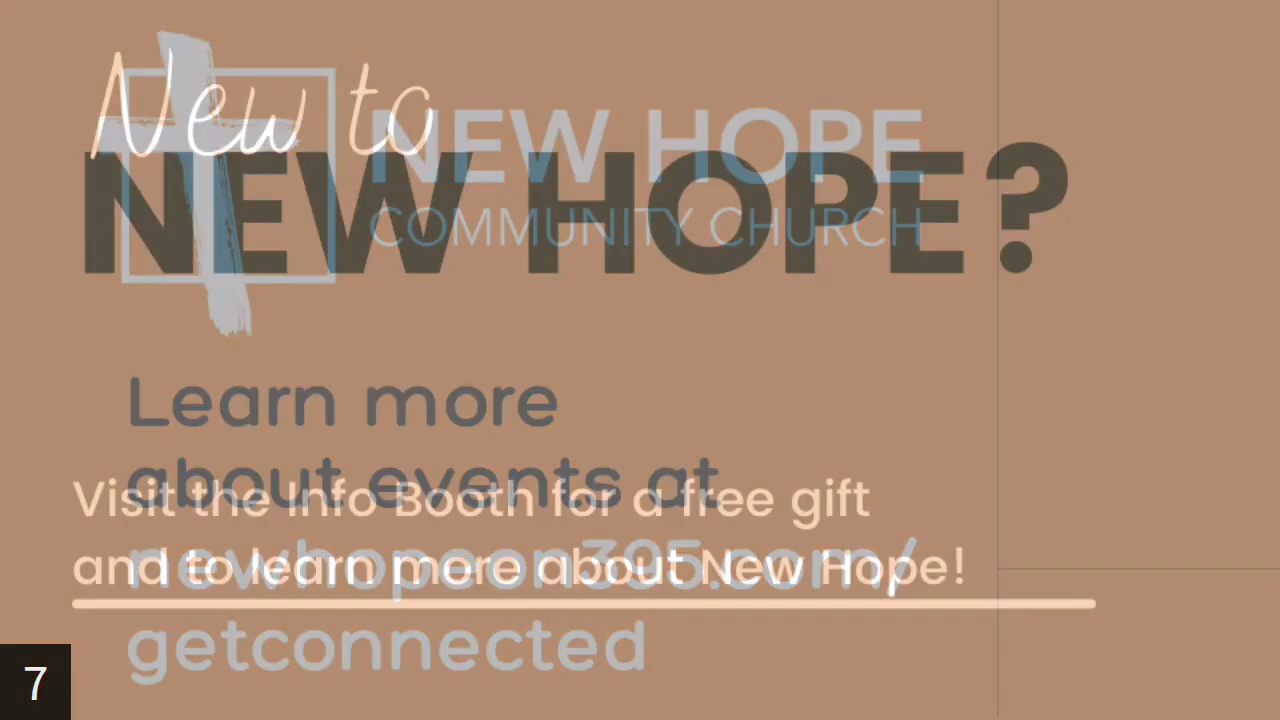 New to
NEW HOPE?
NEW HOPE
COMMUNITY CHURCH
Learn more
about events at
newhopeon395.com/
getconnected
Visit the Info Booth for a free gift
and to learn more about New Hope!
7